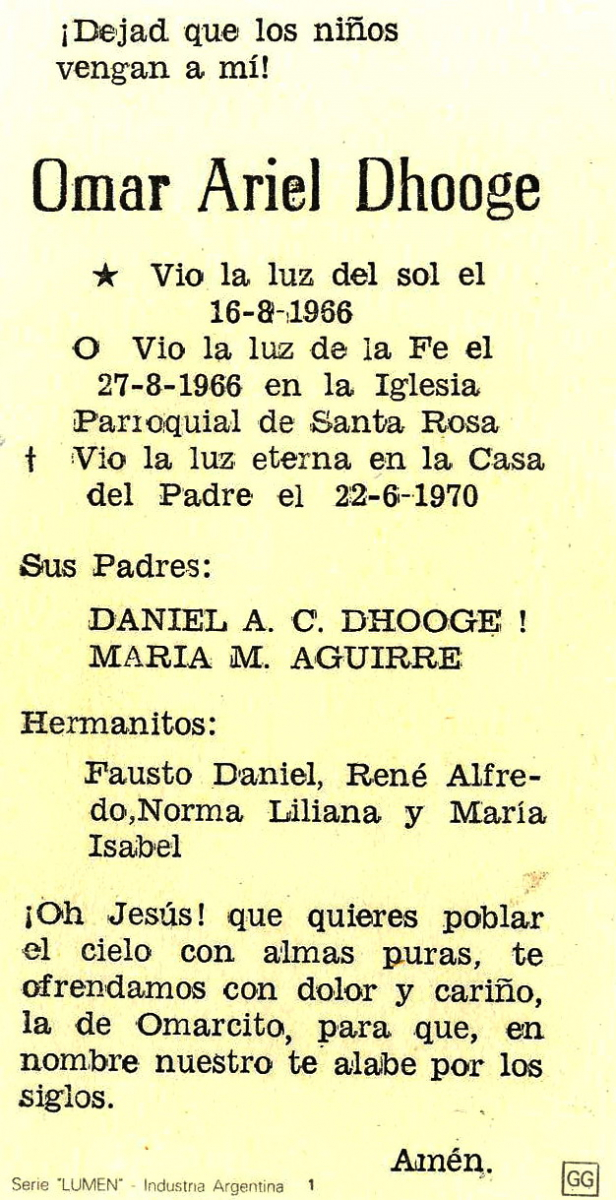 ¡Dejad que los niños
vengan a mí!
Omar Ariel Dhooge
★ Vio la luz del sol el
16-8-1966
O Vio la luz de la Fe el
27-8-1966 en la Iglesia
Parroquial de Santa Rosa
† Vio la luz eterna en la Casa
del Padre el 22-6-1970
Sus Padres:
DANIEL A. C. DHOOGE !
MARIA M. AGUIRRE
Hermanitos:
Fausto Daniel, René Alfre-
do,Norma Liliana y María
Isabel
¡Oh Jesús! que quieres poblar
el cielo con almas puras, te
ofrendamos con dolor y cariño,
la de Omarcito, para que, en
nombre nuestro te alabe por los
siglos.
Amén.
Serie "LUMEN" - Industria Argentina 1
GG